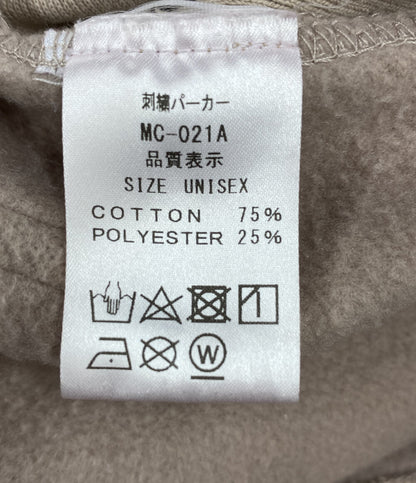 刺繍パーカー
MC-021A
品質表示
SIZE UNISEX
COTTON 75%
POLYESTER 25%
W